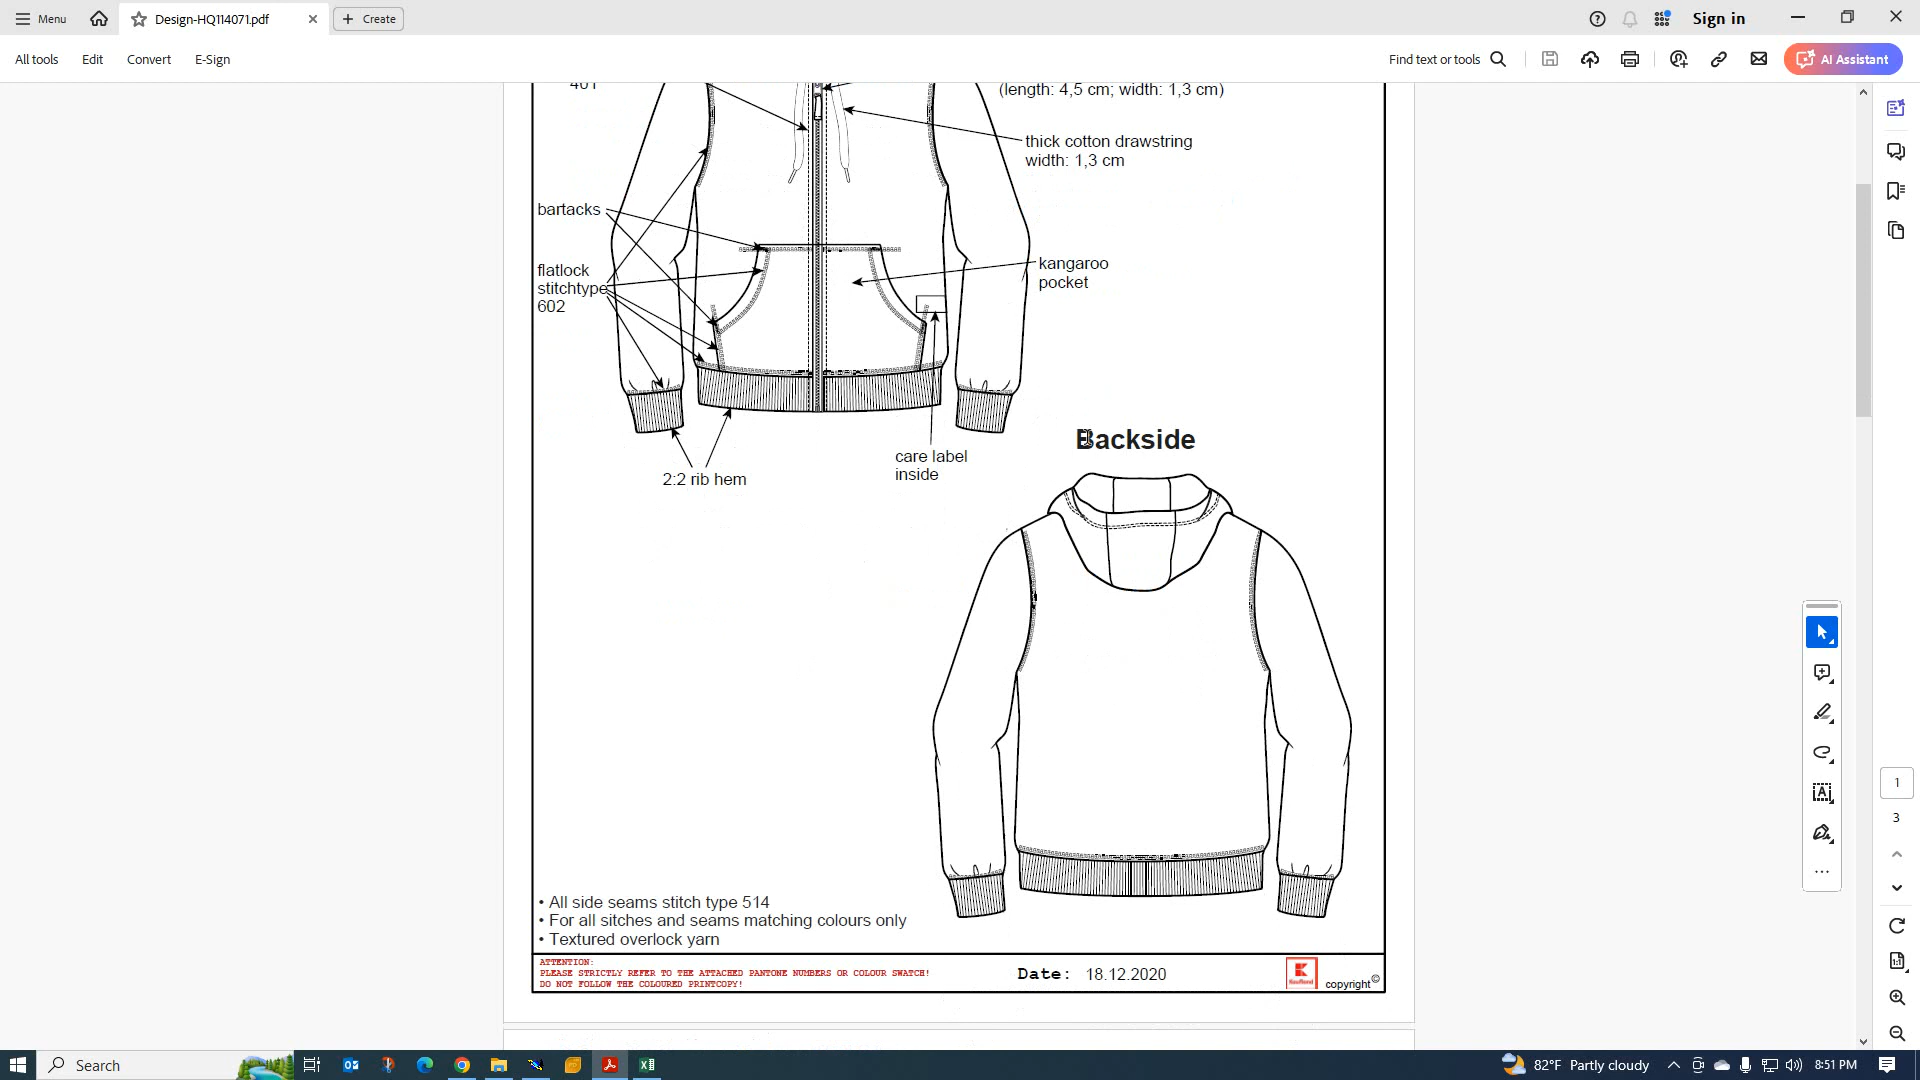 Menu
Design-HQ114071.pdf
Create
Sign in
All tools
Edit
Convert
E-Sign
Find text or tools
AI Assistant
401
(length: 4,5 cm; width: 1,3 cm)
thick cotton drawstring
width: 1,3 cm
bartacks
flatlock
stitchtype
602
kangaroo
pocket
Backside
care label
inside
2:2 rib hem
1
3
• All side seams stitch type 514
• For all sitches and seams matching colours only
• Textured overlock yarn
ATTENTION:
PLEASE STRICTLY REFER TO THE ATTACHED PANTONE NUMBERS OR COLOUR SWATCH!
DO NOT FOLLOW THE COLOURED PRINTCOPY!
Date: 18.12.2020
K
Kaufland
copyright©
Search
82°F Partly cloudy
8:51 PM